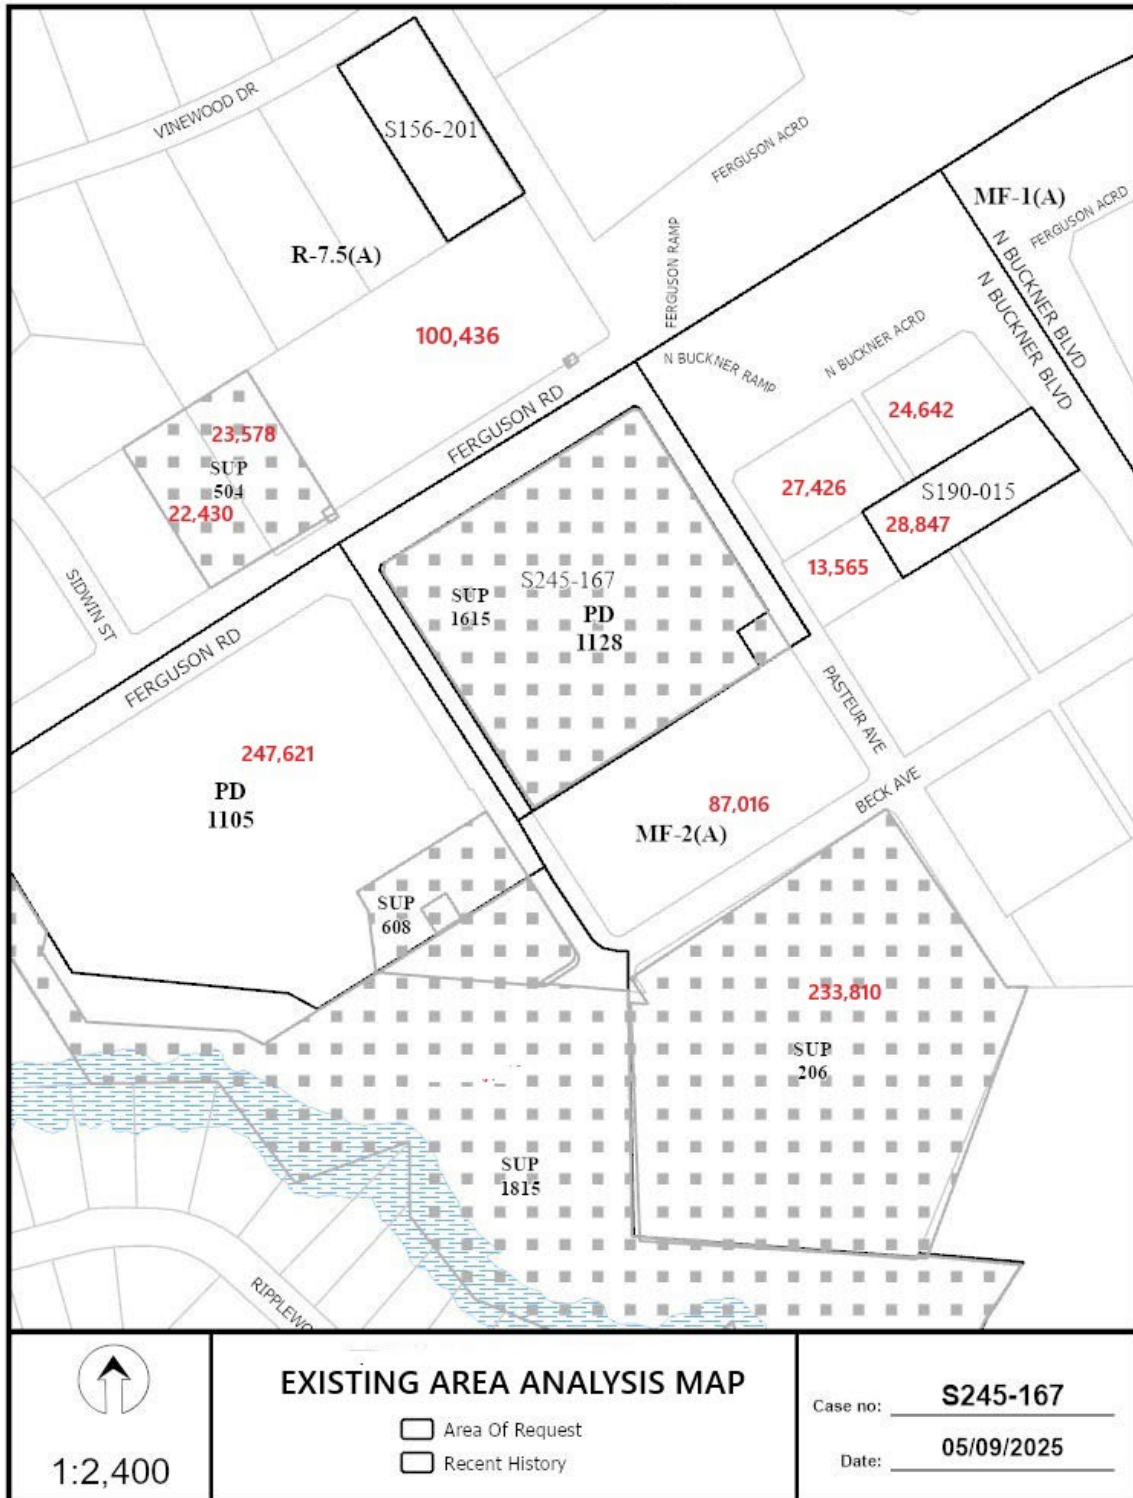 VINEWOOD DR
S156-201
FERGUSON ACRD
MF-1(A)
FERGUSON ACRD
R-7.5(A)
FERGUSON RAMP
N BUCKNER BLVD
N BUCKNER BLVD
100,436
N BUCKNER RAMP
N BUCKNER ACRD
FERGUSON RD
24,642
23,578
SUP
504
22,430
27,426
S190-015
28,847
13,565
SUP
1615
S245-167
PD
1128
SIDWIN ST
FERGUSON RD
PASTEUR AVE
247,621
PD
1105
87,016
MF-2(A)
BECK AVE
SUP
608
233,810
SUP
206
SUP
1815
RIPPLEWO
1:2,400
EXISTING AREA ANALYSIS MAP
Area Of Request
Recent History
Case no: S245-167
Date: 05/09/2025